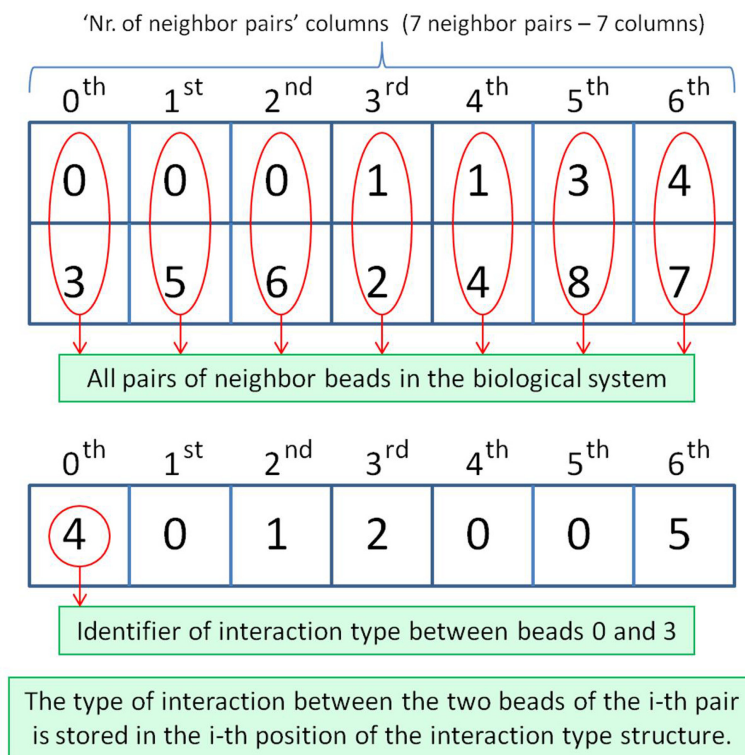 'Nr. of neighbor pairs' columns (7 neighbor pairs – 7 columns)
0th 1st 2nd 3rd 4th 5th 6th
0 0 0 1 1 3 4
3 5 6 2 4 8 7
All pairs of neighbor beads in the biological system
0th 1st 2nd 3rd 4th 5th 6th
4 0 1 2 0 0 5
Identifier of interaction type between beads 0 and 3
The type of interaction between the two beads of the i-th pair
is stored in the i-th position of the interaction type structure.